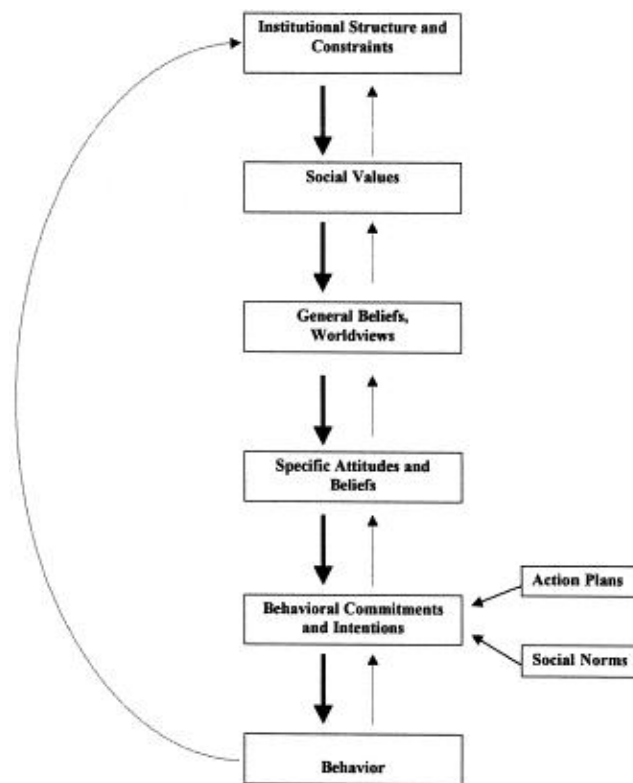 Institutional Structure and
Constraints
Social Values
General Beliefs,
Worldviews
Specific Attitudes and
Beliefs
Action Plans
Behavioral Commitments
and Intentions
Social Norms
Behavior